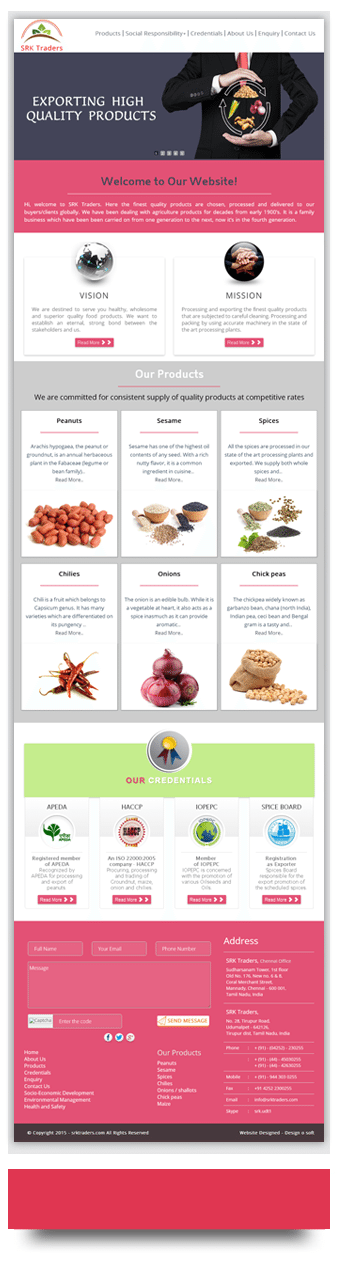 SRK Traders
Products | Social Responsibility | Credentials | About Us | Enquiry | Contact Us
EXPORTING HIGH
QUALITY PRODUCTS
Welcome to Our Website!
Hi, welcome to SRK Traders. Here the finest quality products are chosen, processed and delivered to our
buyers/clients globally. We have been dealing with agriculture products for decades from early 1900's. It is a family
business which have been been carried on from one generation to the next, now it's in the fourth generation.
VISION
We are destined to serve you healthy, wholesome
and superior quality food products. We want to
establish an eternal, strong bond between the
stakeholders and us.
Read More
MISSION
Processing and exporting the finest quality products
that are subjected to careful cleaning, Processing and
packing by using accurate machinery in the state of
the art processing plants.
Read More
Our Products
We are committed for consistent supply of quality products at competitive rates
Peanuts
Arachis hypogaea, the peanut or
groundnut, is an annual herbaceous
plant in the Fabaceae (legume or
bean family)..
Read More..
Sesame
Sesame has one of the highest oil
contents of any seed. With a rich
nutty flavor, it is a common
ingredient in cuisine...
Read More..
Spices
All the spices are processed in our
state of the art processing plants and
exported. We supply both whole
spices and...
Read More..
Chilies
Chili is a fruit which belongs to
Capsicum genus. It has many
varieties which are differentiated on
its pungency ..
Read More..
Onions
The onion is an edible bulb. While it is
a vegetable at heart, it also acts as a
spice inasmuch as it can provide
aromatic...
Read More..
Chick peas
The chickpea widely known as
garbanzo bean, chana (north India),
Indian pea, ceci bean and Bengal
gram is a tasty and...
Read More..
OUR CREDENTIALS
APEDA
Registered member
of APEDA
Recognized by
APEDA for processing
and export of
peanuts
Read More
HACCP
HACCP
An ISO 22000:2005
company - HACCP
Procuring, processing
and trading of
Groundnut, maize,
onion and chillies
Read More
IOPEPC
Member
of IOPEPC
IOPEPC is concerned
with the promotion of
various Oilseeds and
Oils
Read More
SPICE BOARD
Registration
as Exporter
Spices Board
responsible for the
export promotion of
the scheduled spices
Read More
Full Name
Your Email
Phone Number
Message
Captcha
Enter the code
SEND MESSAGE
Home
About Us
Products
Credentials
Enquiry
Contact Us
Socio-Economic Development
Environmental Management
Health and Safety
Our Products
Peanuts
Sesame
Spices
Chilies
Onions / shallots
Chick peas
Maize
Address
SRK Traders, Chennai Office
Sudharsanam Tower, 1st floor
Old No. 176, New no. 6 & 8,
Coral Merchant Street,
Mannady, Chennai - 600 001.
Tamil Nadu, India
SRK Traders,
No. 28, Tirupur Road,
Udumalpet - 642126,
Tirupur dist, Tamil Nadu, India
Phone : + (91) - (04252) - 230255
Mobile : + (91) - 944 303 0255
Fax : +91 4252 2300255
Email : info@srktraders.com
Skype : srk.udt1
© Copyright 2015 - srktraders.com All Rights Reserved
Website Designed - Design e soft